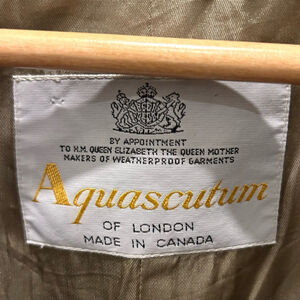 BY APPOINTMENT
TO H.M. QUEEN ELIZABETH THE QUEEN MOTHER
MAKERS OF WEATHERPROOF GARMENTS
Aquascutum
OF LONDON
MADE IN CANADA